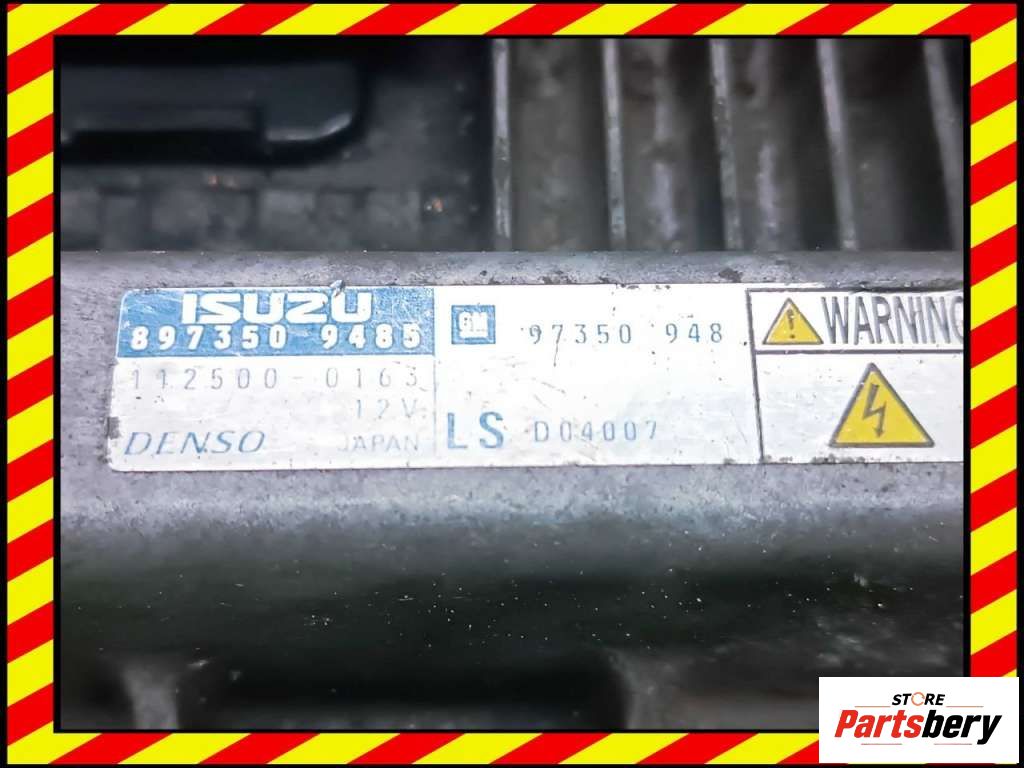 ISUZU
897350 9485
112500-0163
12V
DENSO JAPAN
GM 97350 948
LS D04007
WARNING
STORE
Partsbery